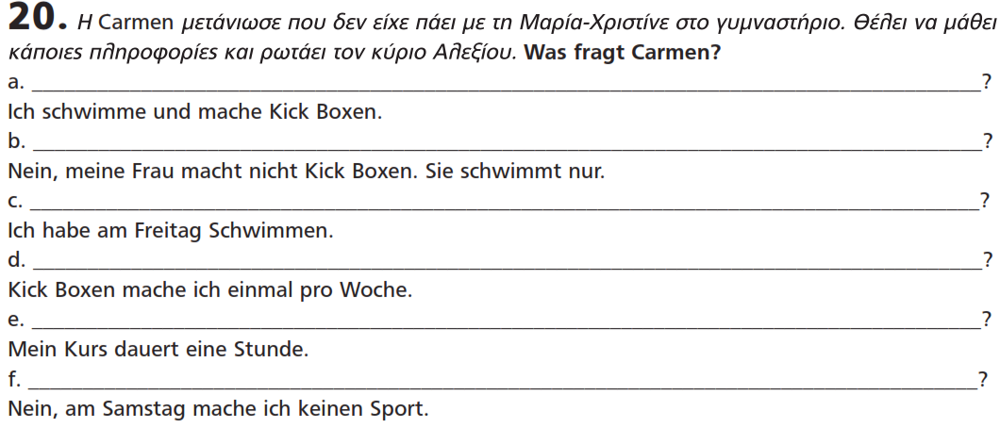 20. Η Carmen μετάνιωσε που δεν είχε πάει με τη Μαρία-Χριστίνε στο γυμναστήριο. Θέλει να μάθει
κάποιες πληροφορίες και ρωτάει τον κύριο Αλεξίου. Was fragt Carmen?
a. ?
Ich schwimme und mache Kick Boxen.
b. ?
Nein, meine Frau macht nicht Kick Boxen. Sie schwimmt nur.
c. ?
Ich habe am Freitag Schwimmen.
d. ?
Kick Boxen mache ich einmal pro Woche.
e. ?
Mein Kurs dauert eine Stunde.
f. ?
Nein, am Samstag mache ich keinen Sport.